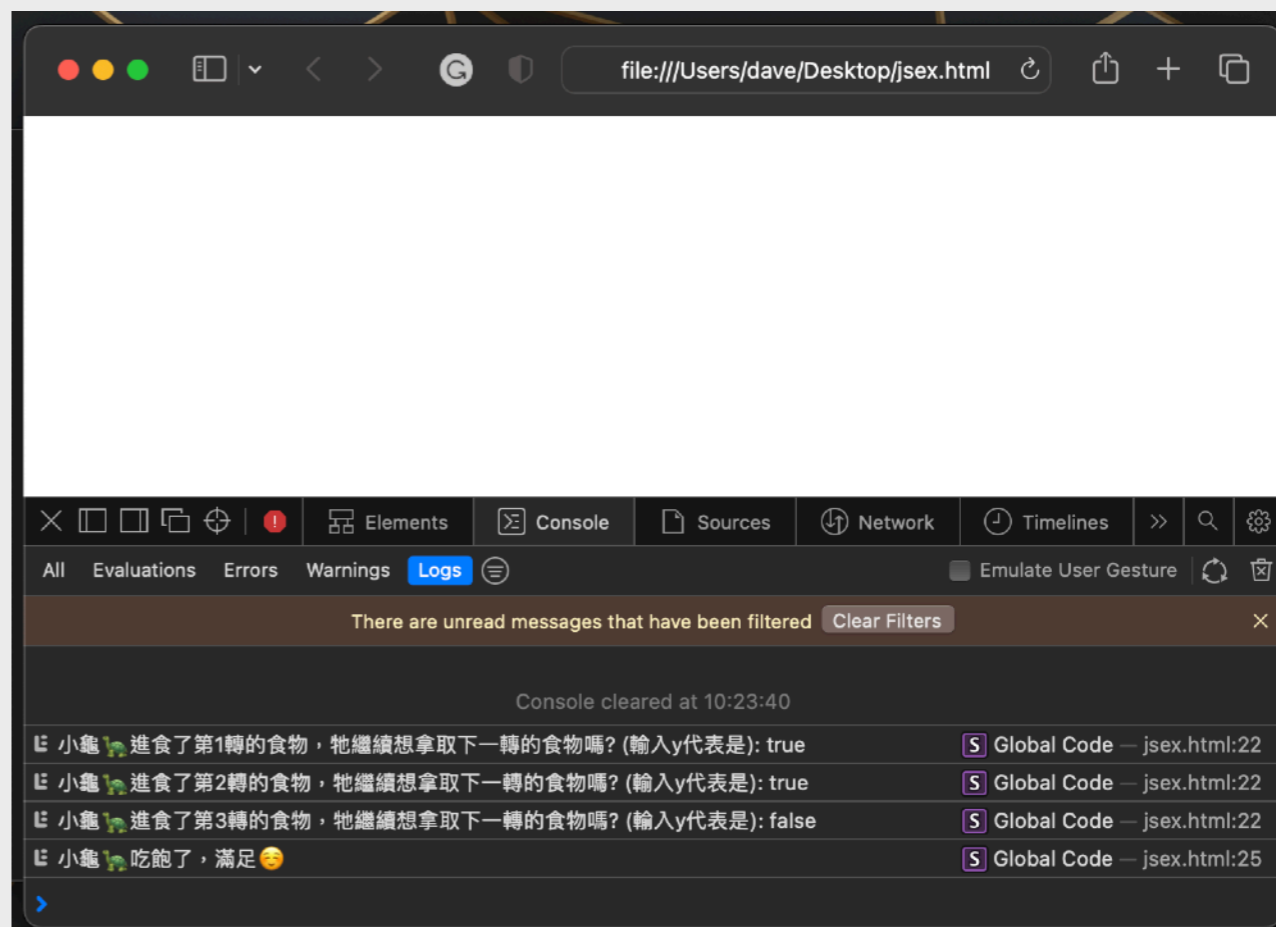 file:///Users/dave/Desktop/jsex.html
Elements Console Sources Network Timelines
All Evaluations Errors Warnings Logs Emulate User Gesture
There are unread messages that have been filtered Clear Filters
Console cleared at 10:23:40
小龜🦕進食了第1轉的食物，牠繼續想拿取下一轉的食物嗎? (輸入y代表是): true S Global Code — jsex.html:22
小龜🦕進食了第2轉的食物，牠繼續想拿取下一轉的食物嗎? (輸入y代表是): true S Global Code — jsex.html:22
小龜🦕進食了第3轉的食物，牠繼續想拿取下一轉的食物嗎? (輸入y代表是): false S Global Code — jsex.html:22
小龜🦕吃飽了，滿足☺️ S Global Code — jsex.html:25